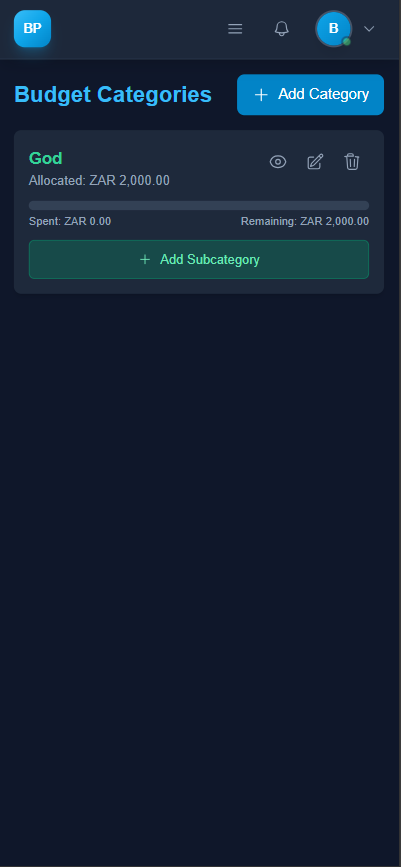 BP
B
Budget Categories
Add Category
God
Allocated: ZAR 2,000.00
Spent: ZAR 0.00 Remaining: ZAR 2,000.00
Add Subcategory